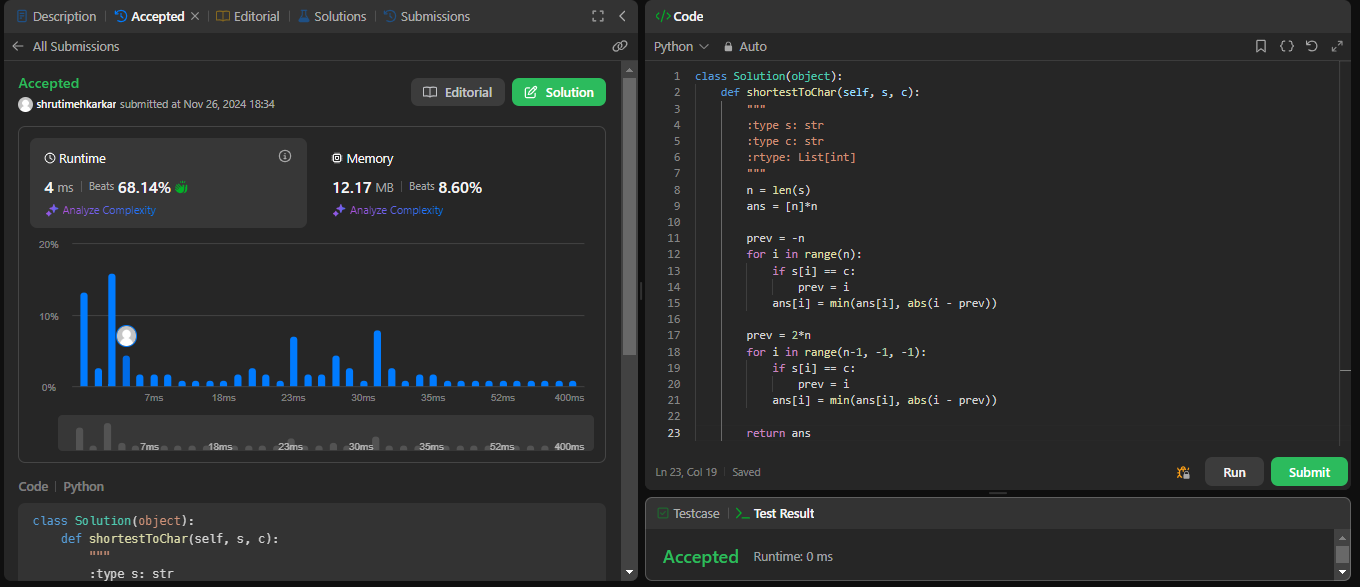 Description
Accepted
Editorial
Solutions
Submissions
All Submissions
Accepted
shrutimehkarkar submitted at Nov 26, 2024 18:34
Editorial
Solution
Runtime
4 ms
Beats 68.14%
Analyze Complexity
Memory
12.17 MB
Beats 8.60%
Analyze Complexity
20%
10%
0%
7ms 18ms 23ms 30ms 35ms 52ms 400ms
7ms 18ms 23ms 30ms 35ms 52ms 400ms
Code
Python
class Solution(object):
    def shortestToChar(self, s, c):
        """
        :type s: str
</> Code
Python
Auto
1 class Solution(object):
2     def shortestToChar(self, s, c):
3         """
4         :type s: str
5         :type c: str
6         :rtype: List[int]
7         """
8         n = len(s)
9         ans = [n]*n
10
11         prev = -n
12         for i in range(n):
13             if s[i] == c:
14                 prev = i
15             ans[i] = min(ans[i], abs(i - prev))
16
17         prev = 2*n
18         for i in range(n-1, -1, -1):
19             if s[i] == c:
20                 prev = i
21             ans[i] = min(ans[i], abs(i - prev))
22
23         return ans
Ln 23, Col 19
Saved
Run
Submit
Testcase
>_ Test Result
Accepted
Runtime: 0 ms